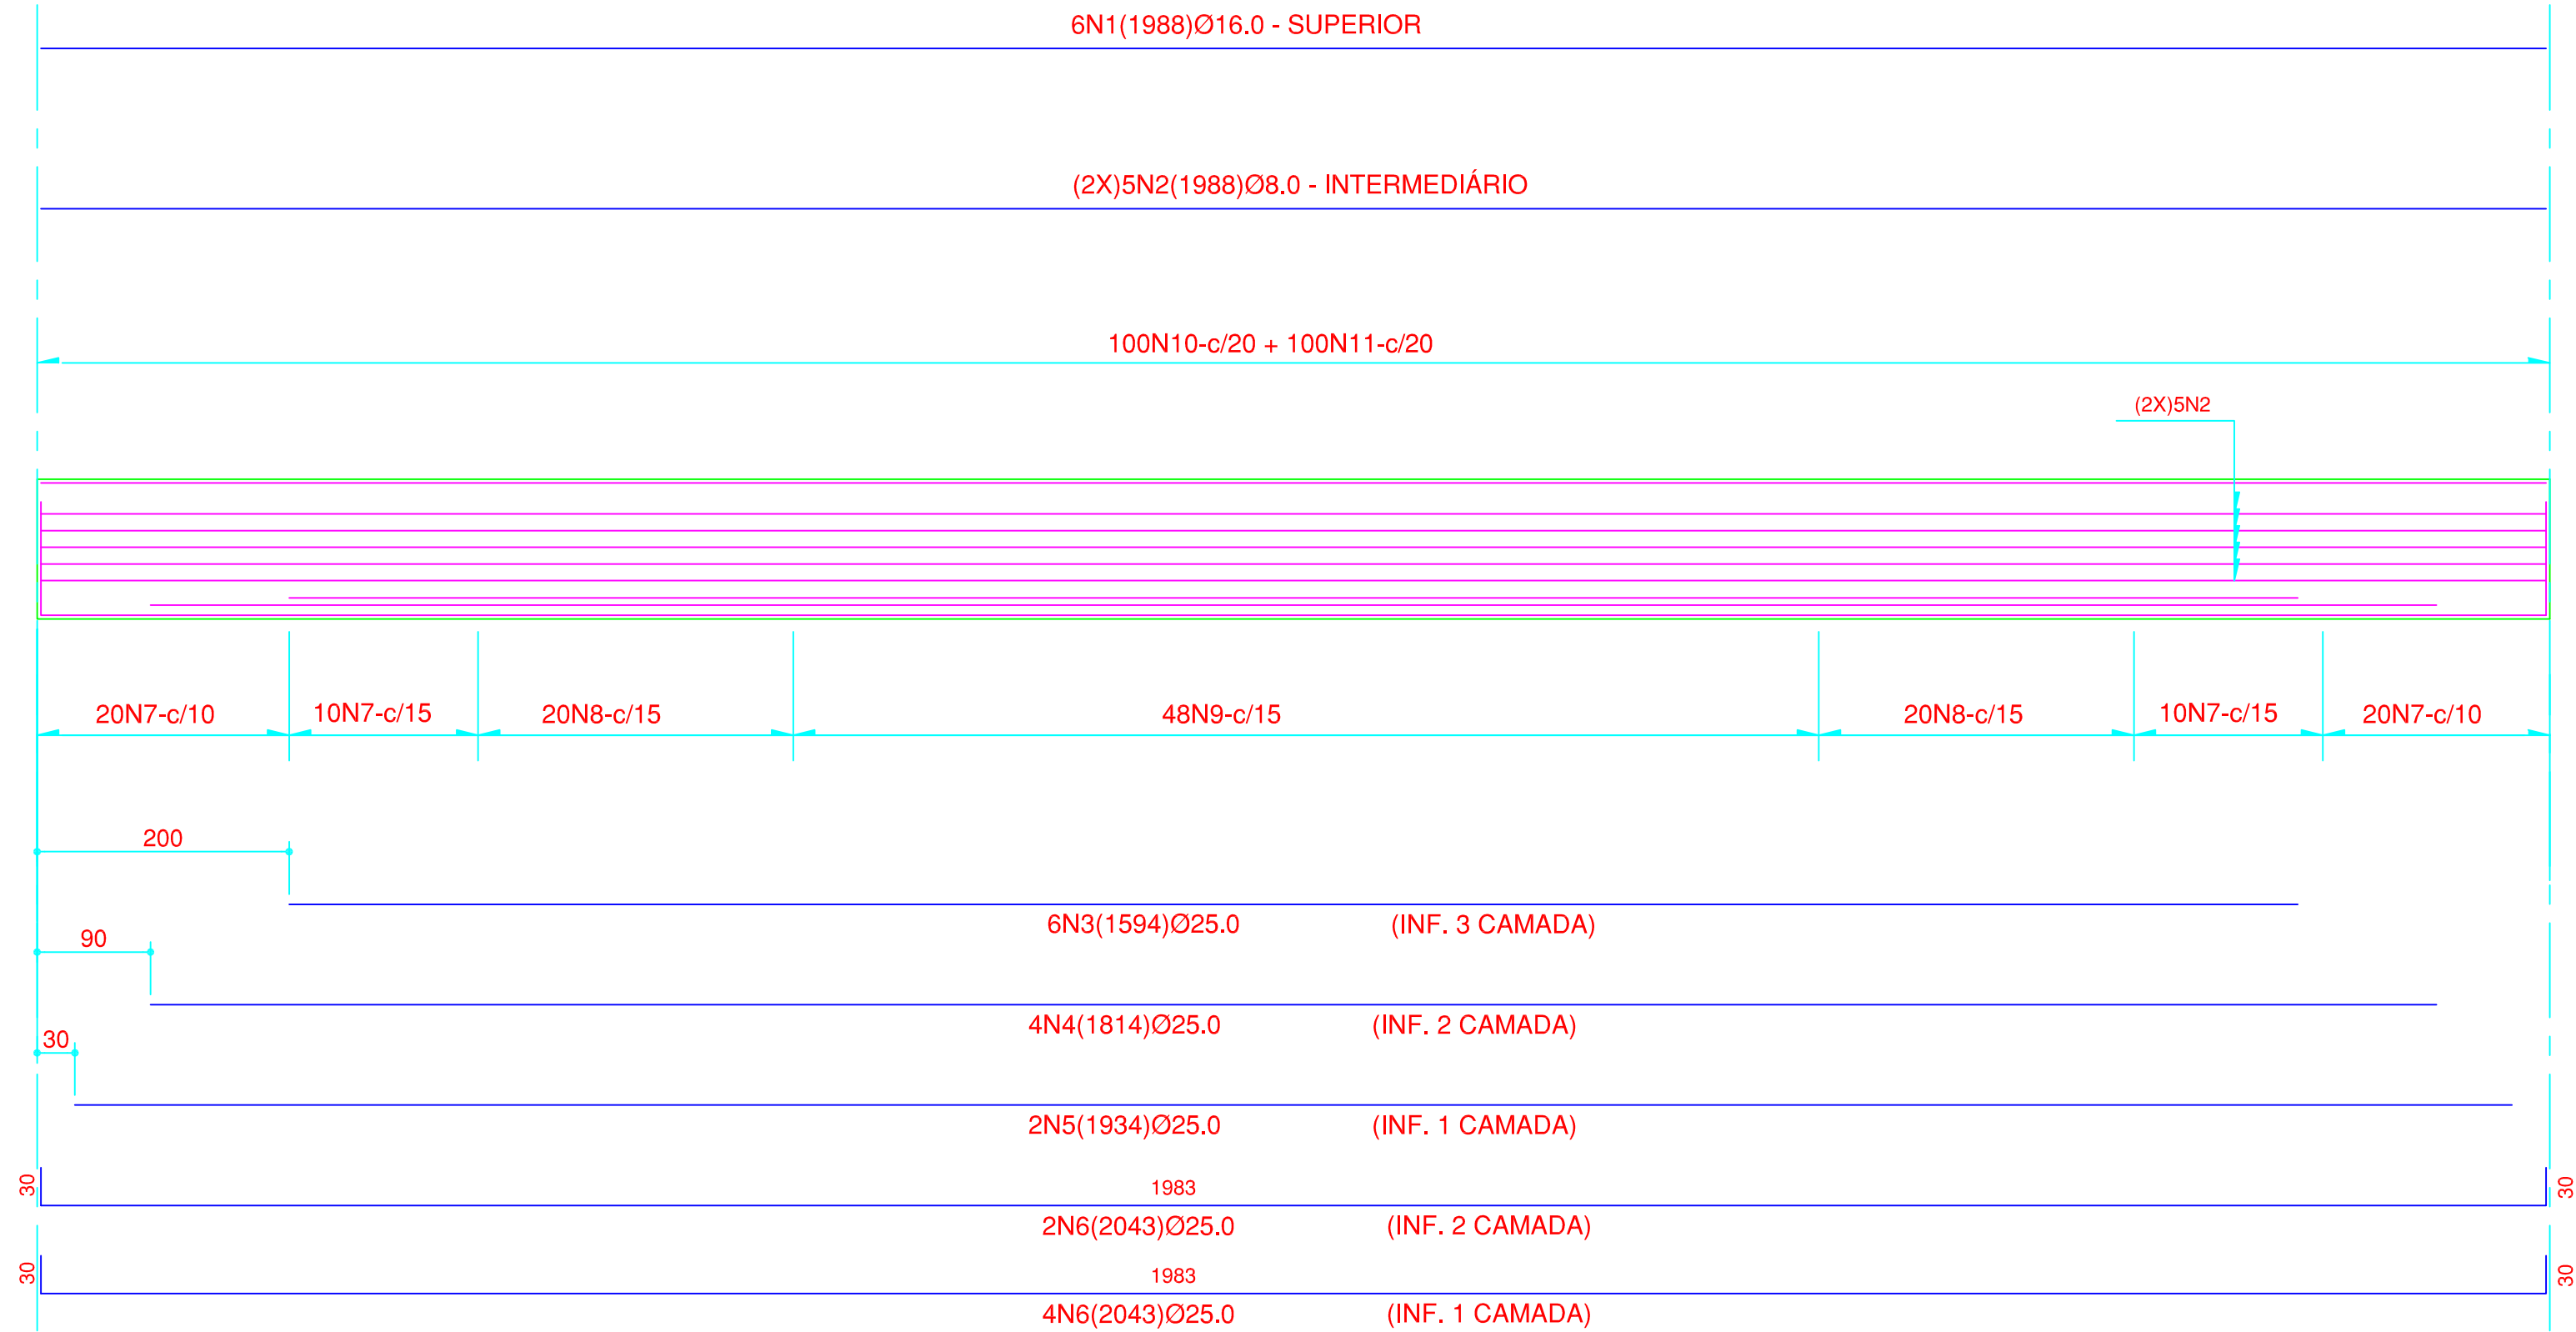 6N1(1988)Ø16.0 - SUPERIOR
(2X)5N2(1988)Ø8.0 - INTERMEDIÁRIO
100N10-c/20 + 100N11-c/20
(2X)5N2
20N7-c/10 10N7-c/15 20N8-c/15 48N9-c/15 20N8-c/15 10N7-c/15 20N7-c/10
200
6N3(1594)Ø25.0 (INF. 3 CAMADA)
90
4N4(1814)Ø25.0 (INF. 2 CAMADA)
30
2N5(1934)Ø25.0 (INF. 1 CAMADA)
30 1983 30
2N6(2043)Ø25.0 (INF. 2 CAMADA)
30 1983 30
4N6(2043)Ø25.0 (INF. 1 CAMADA)